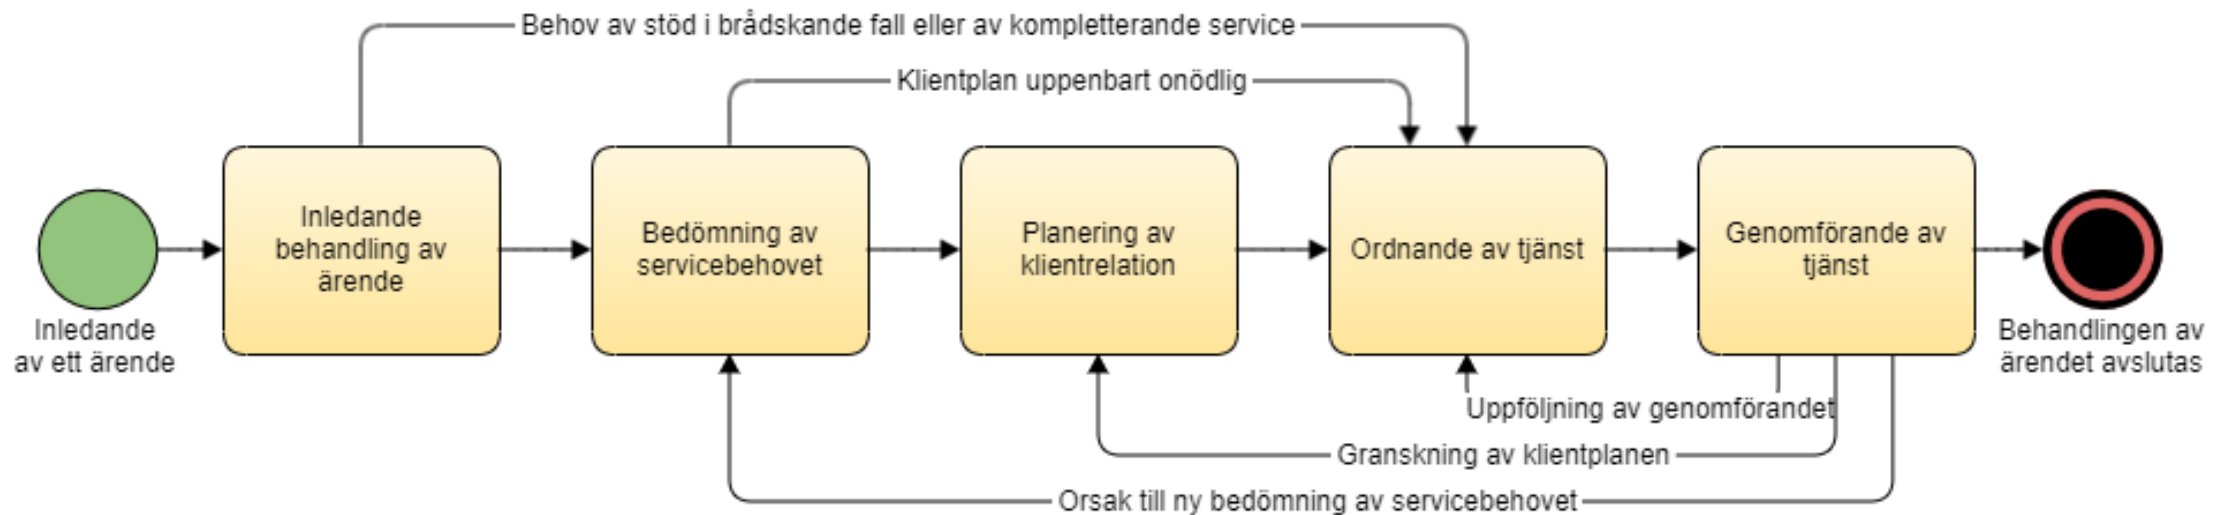 Behov av stöd i brådskande fall eller av kompletterande service
Klientplan uppenbart onödlig
Inledande
behandling av
ärende
Bedömning av
servicebehovet
Planering av
klientrelation
Ordnande av tjänst
Genomförande av
tjänst
Inledande
av ett ärende
Behandlingen av
ärendet avslutas
Uppföljning av genomförandet
Granskning av klientplanen
Orsak till ny bedömning av servicebehovet